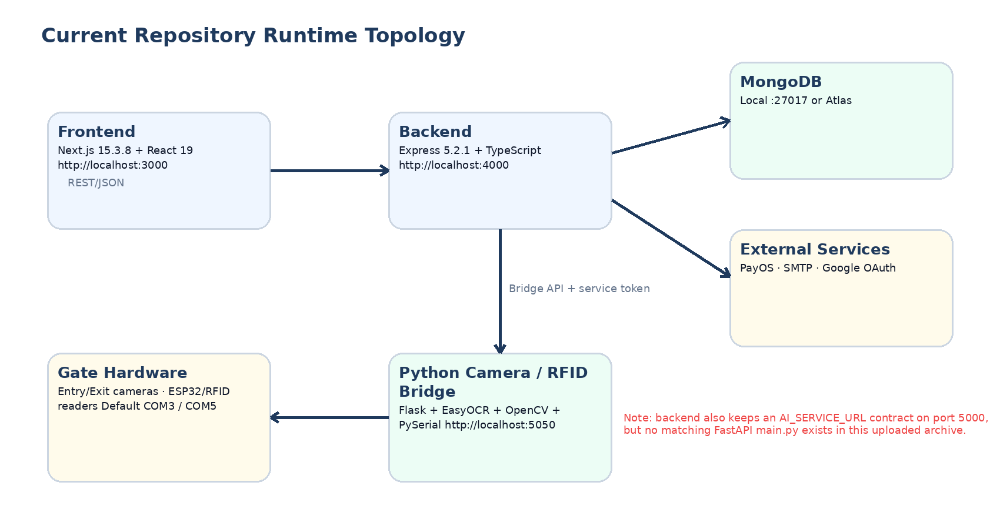 Current Repository Runtime Topology
Frontend
Next.js 15.3.8 + React 19
http://localhost:3000
REST/JSON
Backend
Express 5.2.1 + TypeScript
http://localhost:4000
MongoDB
Local :27017 or Atlas
External Services
PayOS · SMTP · Google OAuth
Bridge API + service token
Gate Hardware
Entry/Exit cameras · ESP32/RFID
readers Default COM3 / COM5
Python Camera / RFID
Bridge
Flask + EasyOCR + OpenCV +
PySerial http://localhost:5050
Note: backend also keeps an AI_SERVICE_URL contract on port 5000,
but no matching FastAPI main.py exists in this uploaded archive.